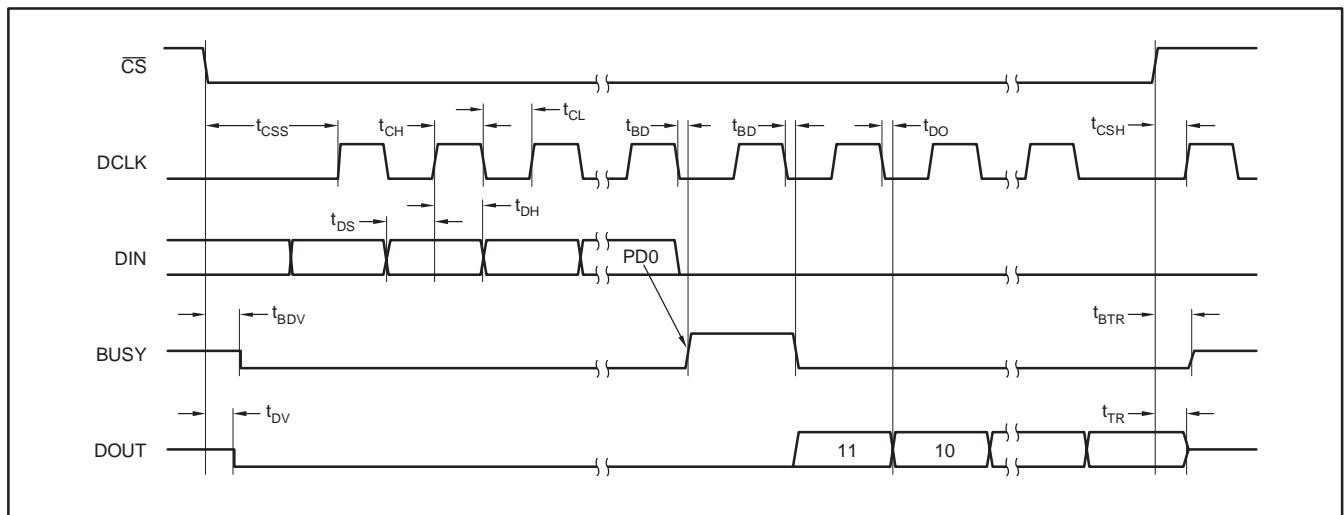 CS
tCSS
tCH
tCL
tBD
tBD
tDO
tCSH
DCLK
tDS
tDH
DIN
PD0
tBDV
tBTR
BUSY
tDV
tTR
DOUT
11
10